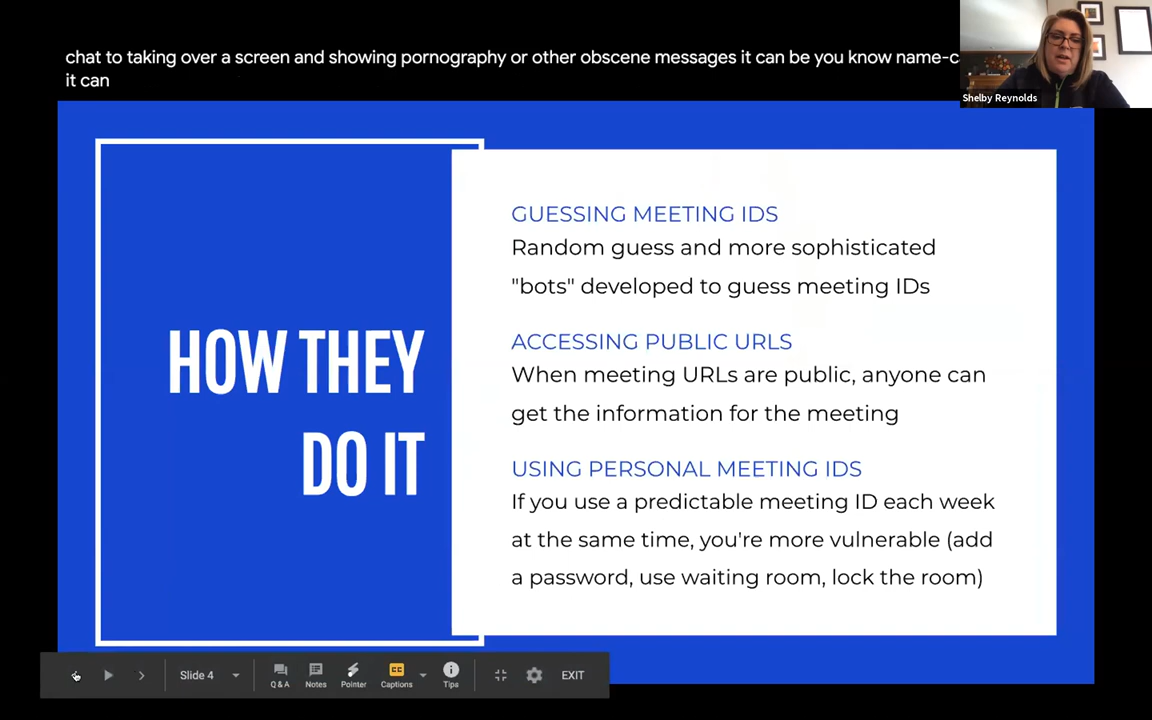 chat to taking over a screen and showing pornography or other obscene messages it can be you know name-c
it can
Shelby Reynolds
HOW THEY
DO IT
GUESSING MEETING IDS
Random guess and more sophisticated
"bots" developed to guess meeting IDs
ACCESSING PUBLIC URLS
When meeting URLs are public, anyone can
get the information for the meeting
USING PERSONAL MEETING IDS
If you use a predictable meeting ID each week
at the same time, you're more vulnerable (add
a password, use waiting room, lock the room)
Slide 4
Q & A
Notes
Pointer
CC
Captions
Tips
EXIT